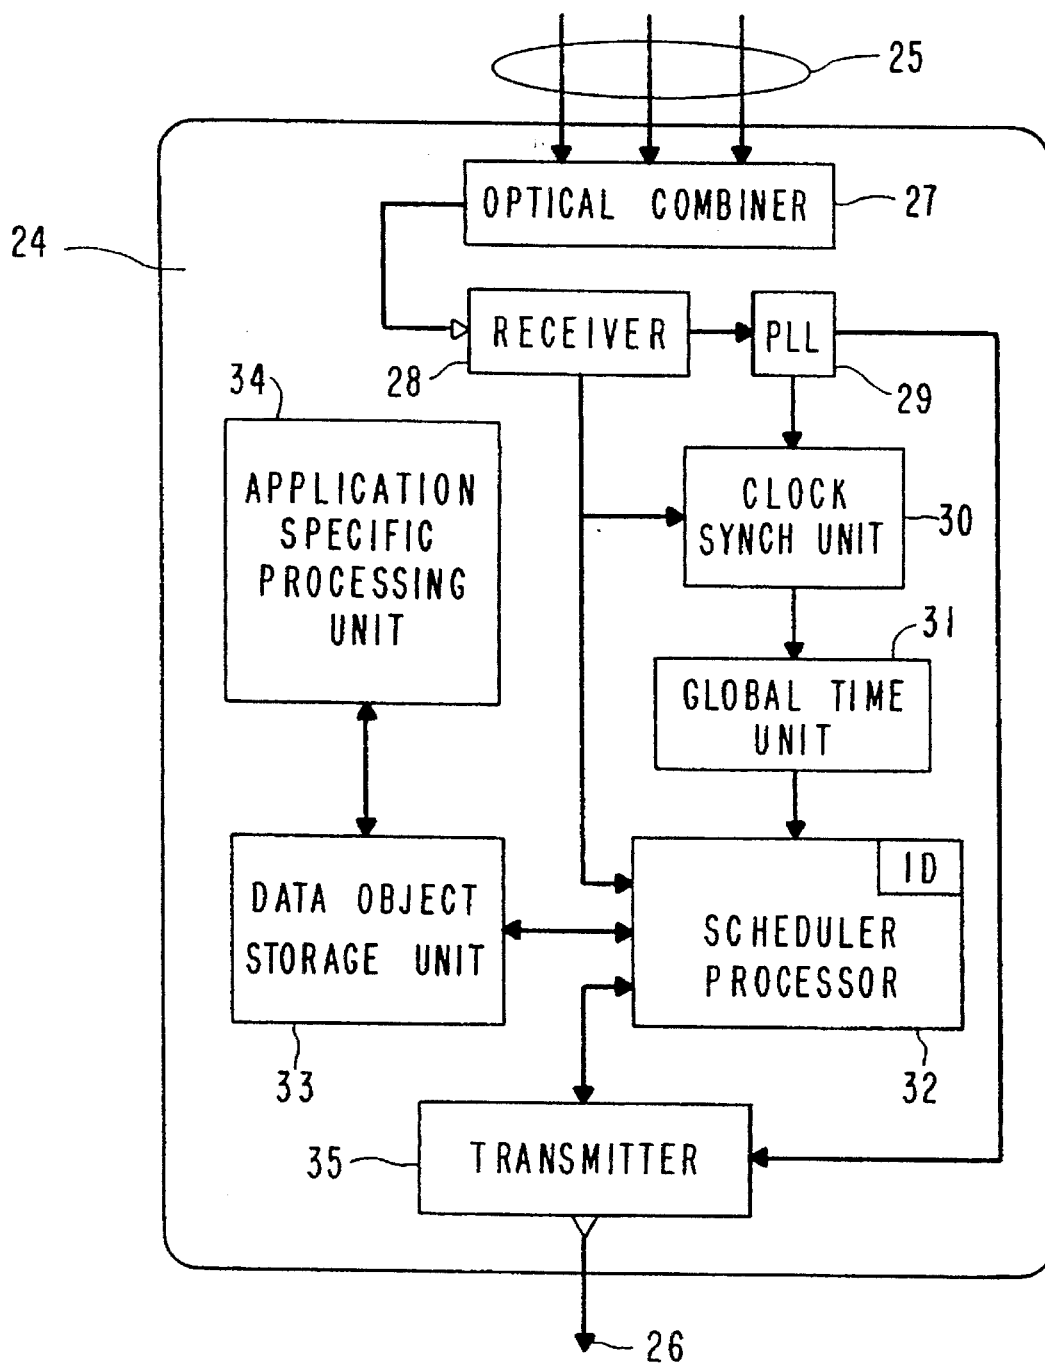 25
OPTICAL COMBINER
27
24
RECEIVER
PLL
28
29
34
APPLICATION
SPECIFIC
PROCESSING
UNIT
CLOCK
SYNCH UNIT
30
31
GLOBAL TIME
UNIT
ID
DATA OBJECT
STORAGE UNIT
SCHEDULER
PROCESSOR
33
32
TRANSMITTER
35
26